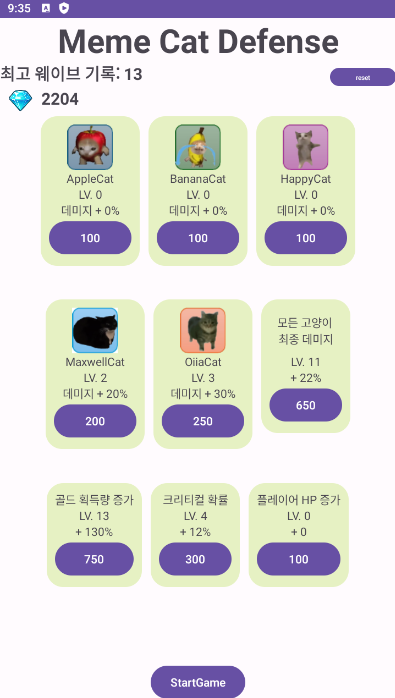 9:35
Meme Cat Defense
최고 웨이브 기록: 13
reset
2204
AppleCat
LV. 0
데미지 + 0%
100
BananaCat
LV. 0
데미지 + 0%
100
HappyCat
LV. 0
데미지 + 0%
100
MaxwellCat
LV. 2
데미지 + 20%
200
OiiaCat
LV. 3
데미지 + 30%
250
모든 고양이
최종 데미지
LV. 11
+ 22%
650
골드 획득량 증가
LV. 13
+ 130%
750
크리티컬 확률
LV. 4
+ 12%
300
플레이어 HP 증가
LV. 0
+ 0
100
StartGame